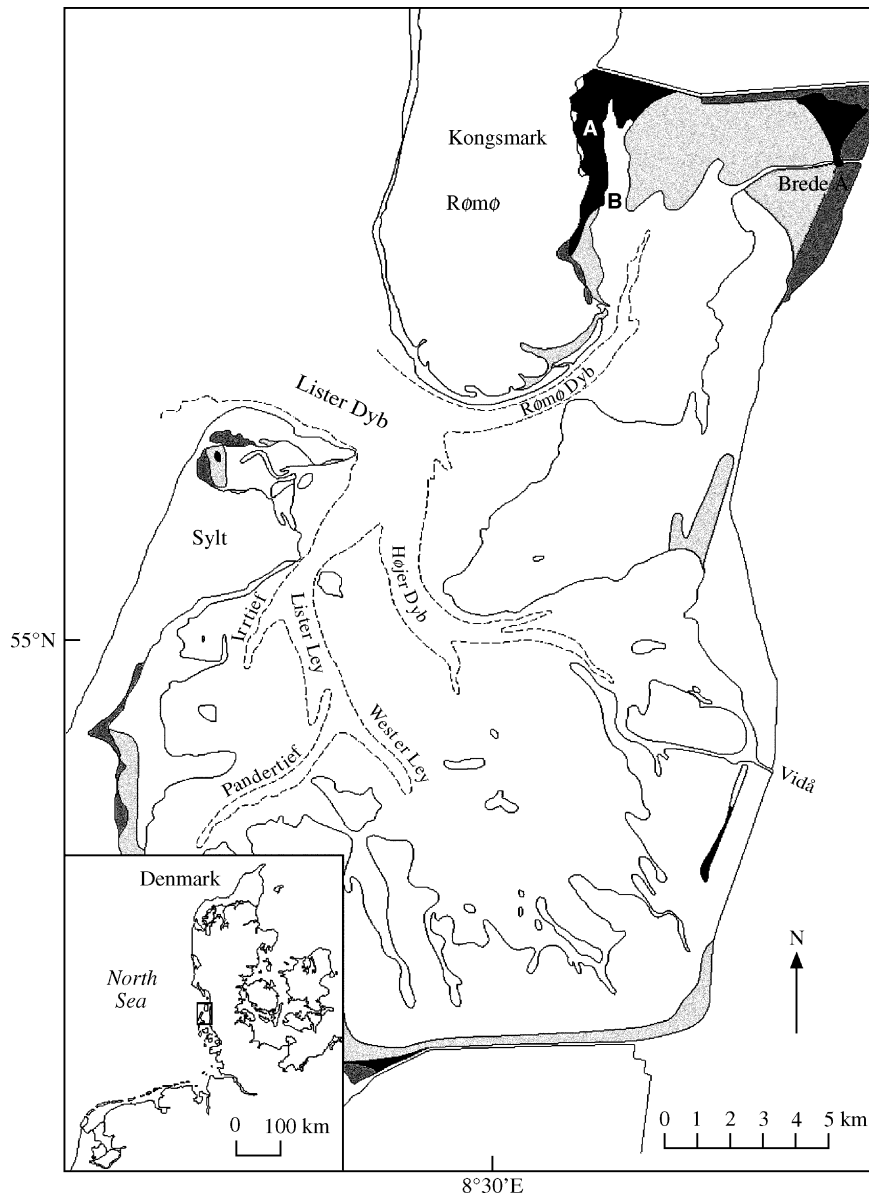 A
Kongsmark
Brede Å
Rømø
B
Rømø Dyb
Lister Dyb
Sylt
Højer Dyb
Irrtief
Lister Ley
55°N
Wester Ley
Pandertief
Vidå
Denmark
North
Sea
0 100 km
N
0 1 2 3 4 5 km
8°30'E